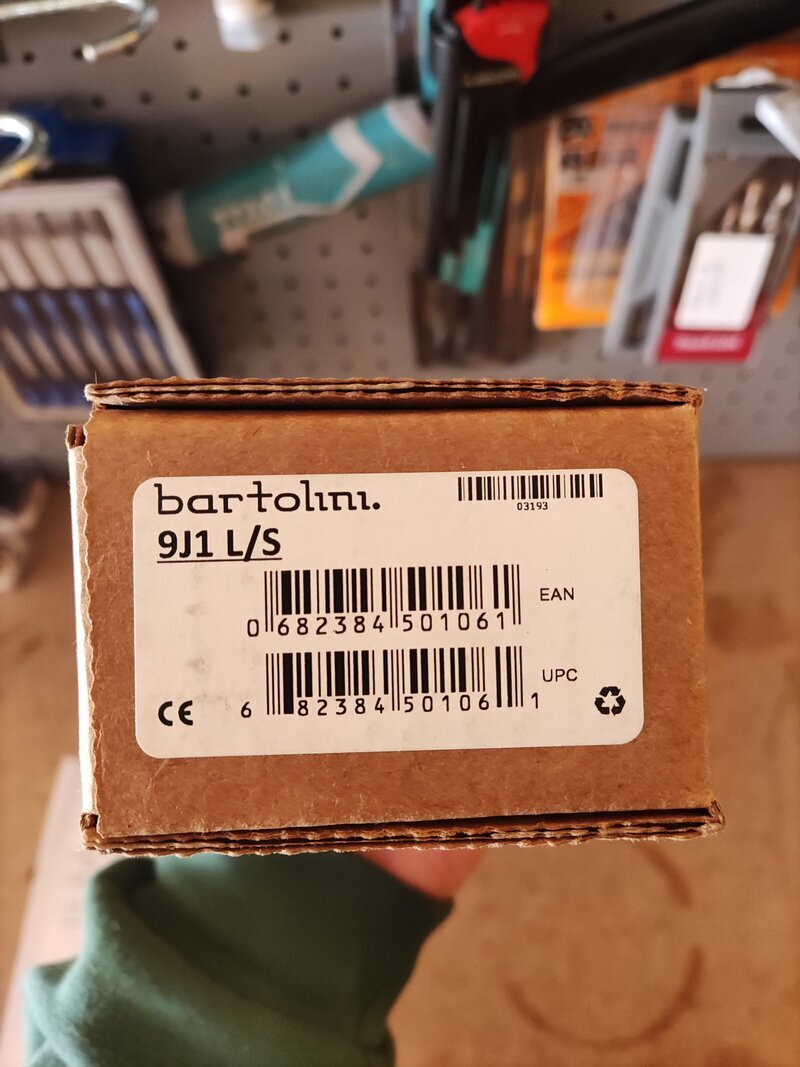 bartolini.
03193
9J1 L/S
EAN
0 682384 501061
UPC
CE 6 82384 50106 1